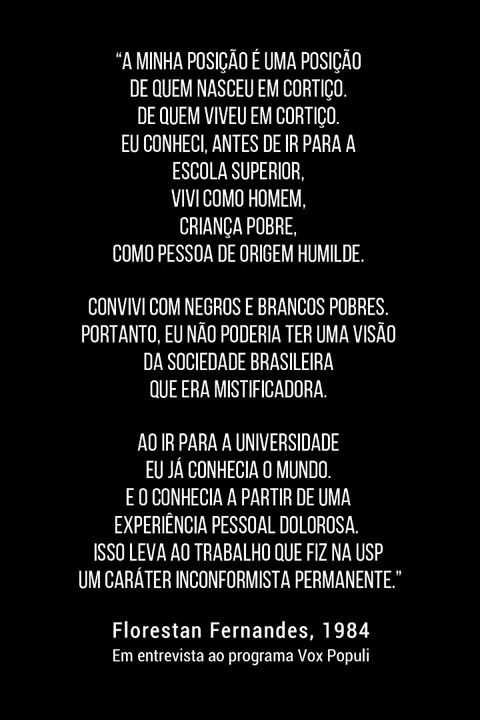 “A MINHA POSIÇÃO É UMA POSIÇÃO
DE QUEM NASCEU EM CORTIÇO.
DE QUEM VIVEU EM CORTIÇO.
EU CONHECI, ANTES DE IR PARA A
ESCOLA SUPERIOR,
VIVI COMO HOMEM,
CRIANÇA POBRE,
COMO PESSOA DE ORIGEM HUMILDE.
CONVIVI COM NEGROS E BRANCOS POBRES.
PORTANTO, EU NÃO PODERIA TER UMA VISÃO
DA SOCIEDADE BRASILEIRA
QUE ERA MISTIFICADORA.
AO IR PARA A UNIVERSIDADE
EU JÁ CONHECIA O MUNDO.
E O CONHECIA A PARTIR DE UMA
EXPERIÊNCIA PESSOAL DOLOROSA.
ISSO LEVA AO TRABALHO QUE FIZ NA USP
UM CARÁTER INCONFORMISTA PERMANENTE.”
Florestan Fernandes, 1984
Em entrevista ao programa Vox Populi